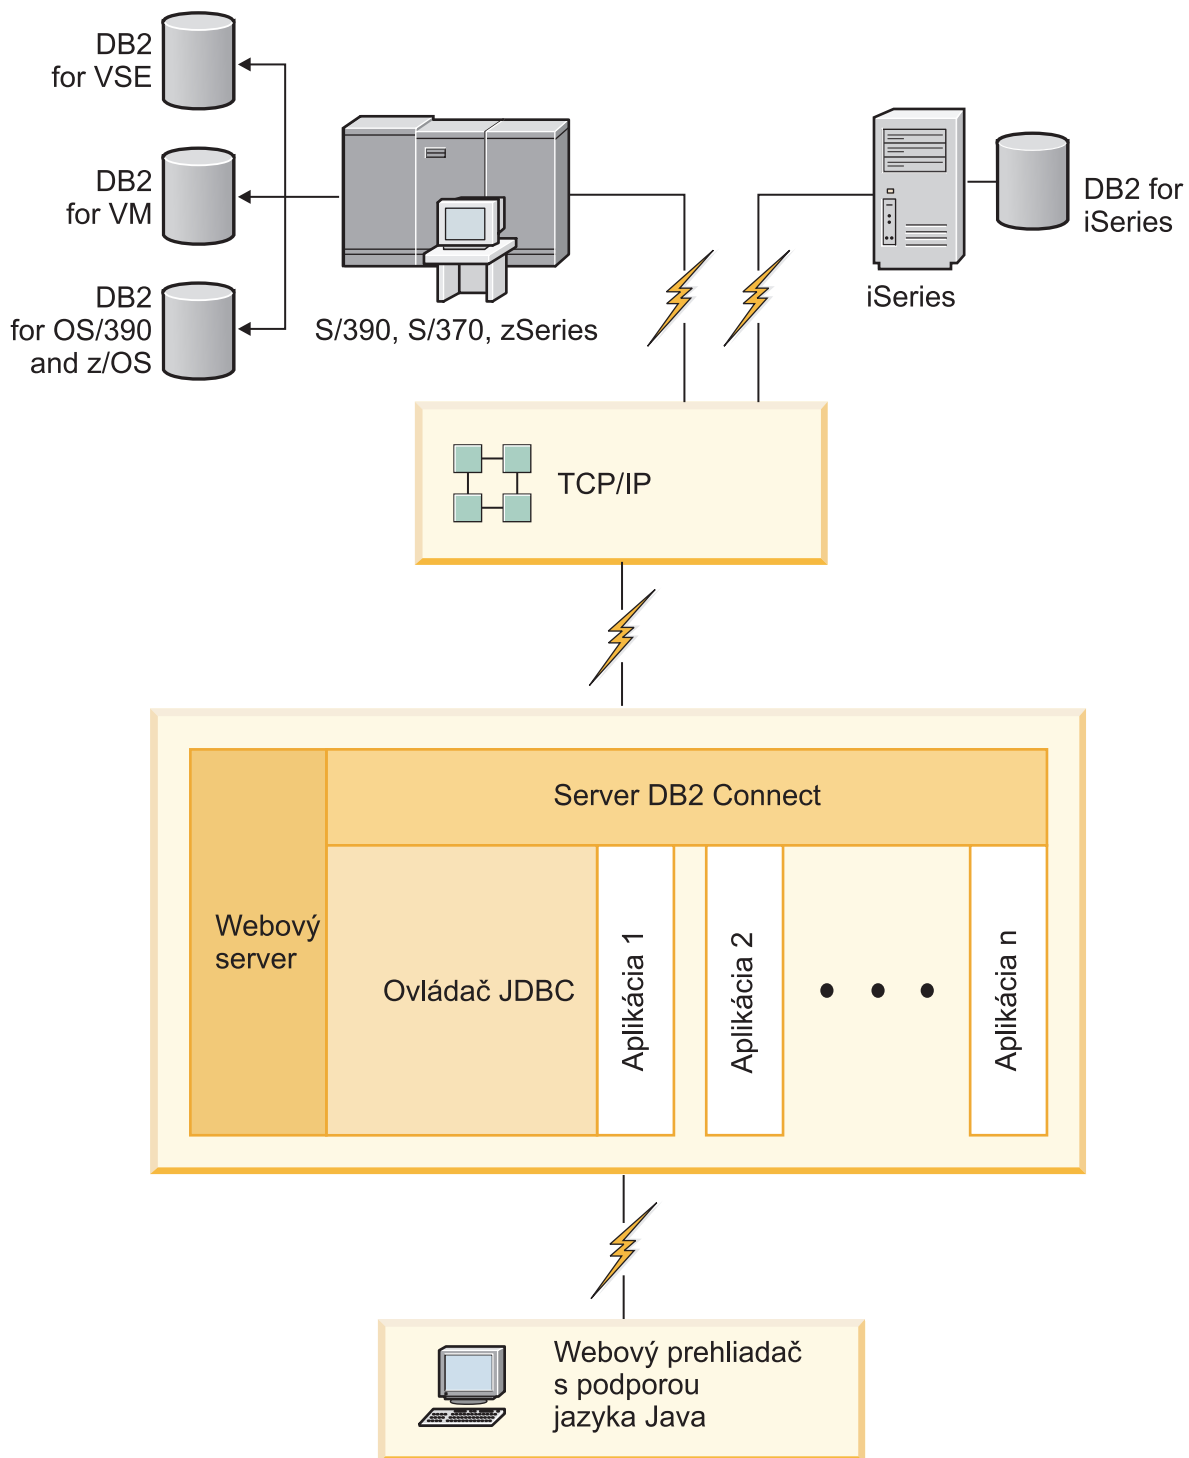 DB2
for VSE
DB2
for VM
DB2
for OS/390
and z/OS
S/390, S/370, zSeries
iSeries
DB2 for
iSeries
TCP/IP
Server DB2 Connect
Webový
server
Ovládač JDBC
Aplikácia 1
Aplikácia 2
Aplikácia n
Webový prehliadač
s podporou
jazyka Java